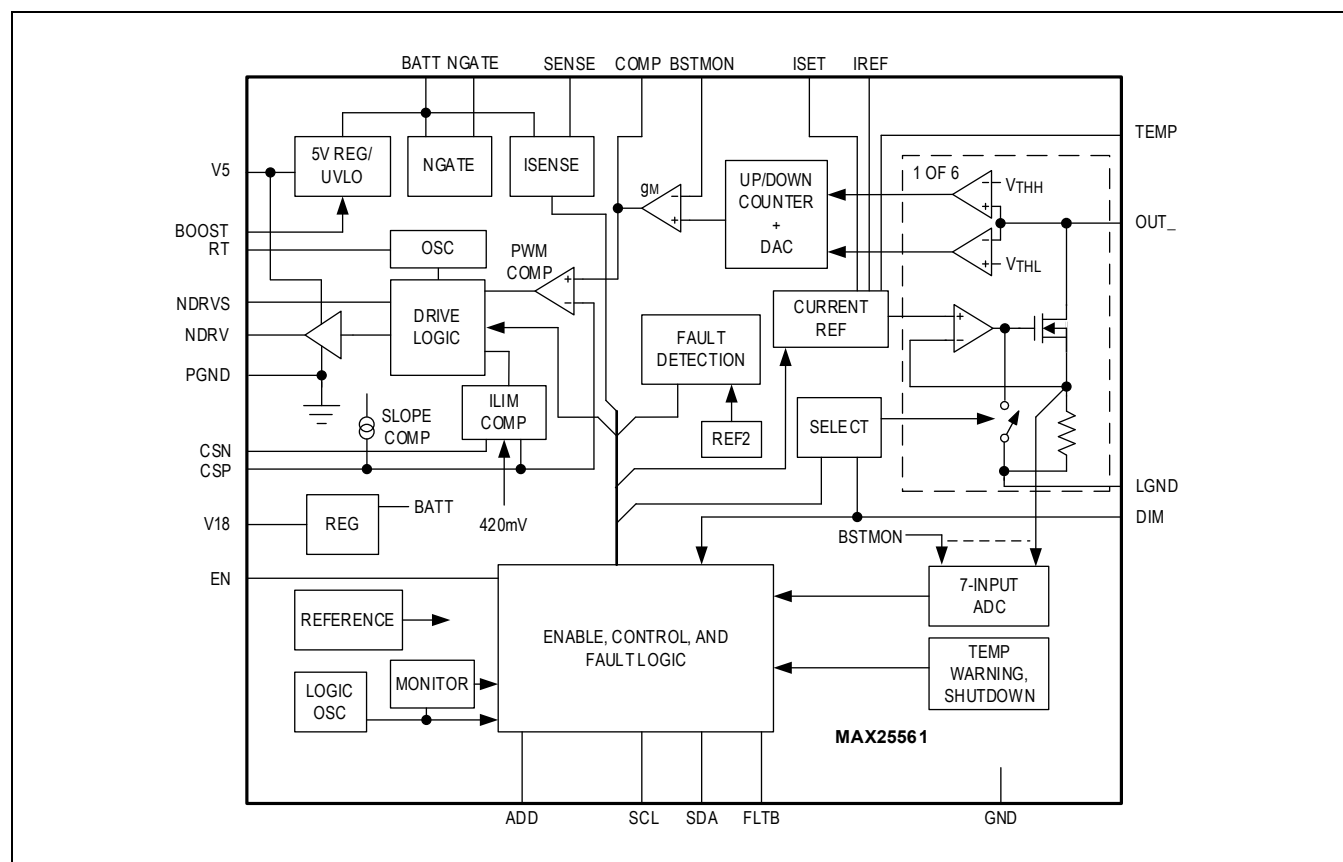 BATT NGATE SENSE COMP BSTMON ISET IREF
TEMP
V5
5V REG/
UVLO
NGATE
ISENSE
gM
UP/DOWN
COUNTER
+
DAC
1 OF 6
VTHH
VTHL
OUT_
BOOST
RT
OSC
PWM
COMP
NDRVS
NDRV
DRIVE
LOGIC
PGND
CURRENT
REF
FAULT
DETECTION
REF2
ILIM
COMP
SLOPE
COMP
CSN
CSP
420mV
SELECT
LGND
DIM
V18
REG
BATT
BSTMON
EN
7-INPUT
ADC
REFERENCE
ENABLE, CONTROL, AND
FAULT LOGIC
TEMP
WARNING,
SHUTDOWN
LOGIC
OSC
MONITOR
MAX25561
ADD SCL SDA FLTB GND